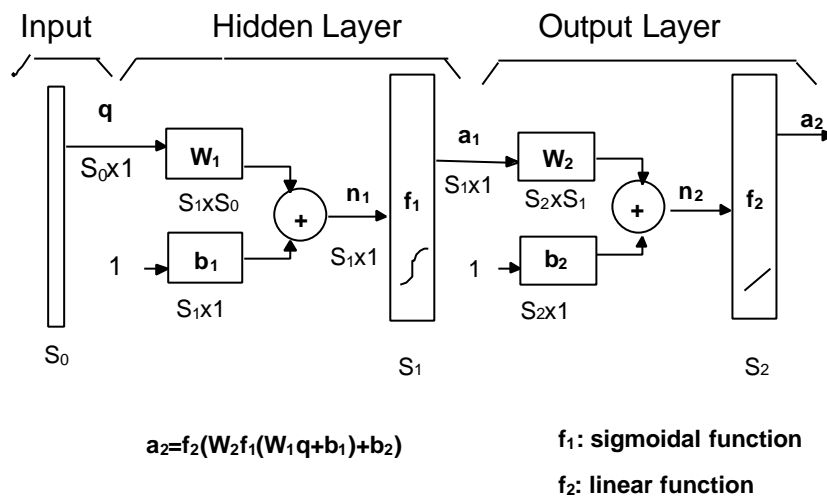 Input Hidden Layer Output Layer
q a₁ a₂
W₁ W₂
S₀x1 S₁x1
S₁xS₀ n₁ f₁ S₂xS₁ n₂ f₂
+ +
1 b₁ S₁x1 1 b₂
S₁x1 S₂x1
S₀ S₁ S₂
a₂=f₂(W₂f₁(W₁q+b₁)+b₂)
f₁: sigmoidal function
f₂: linear function